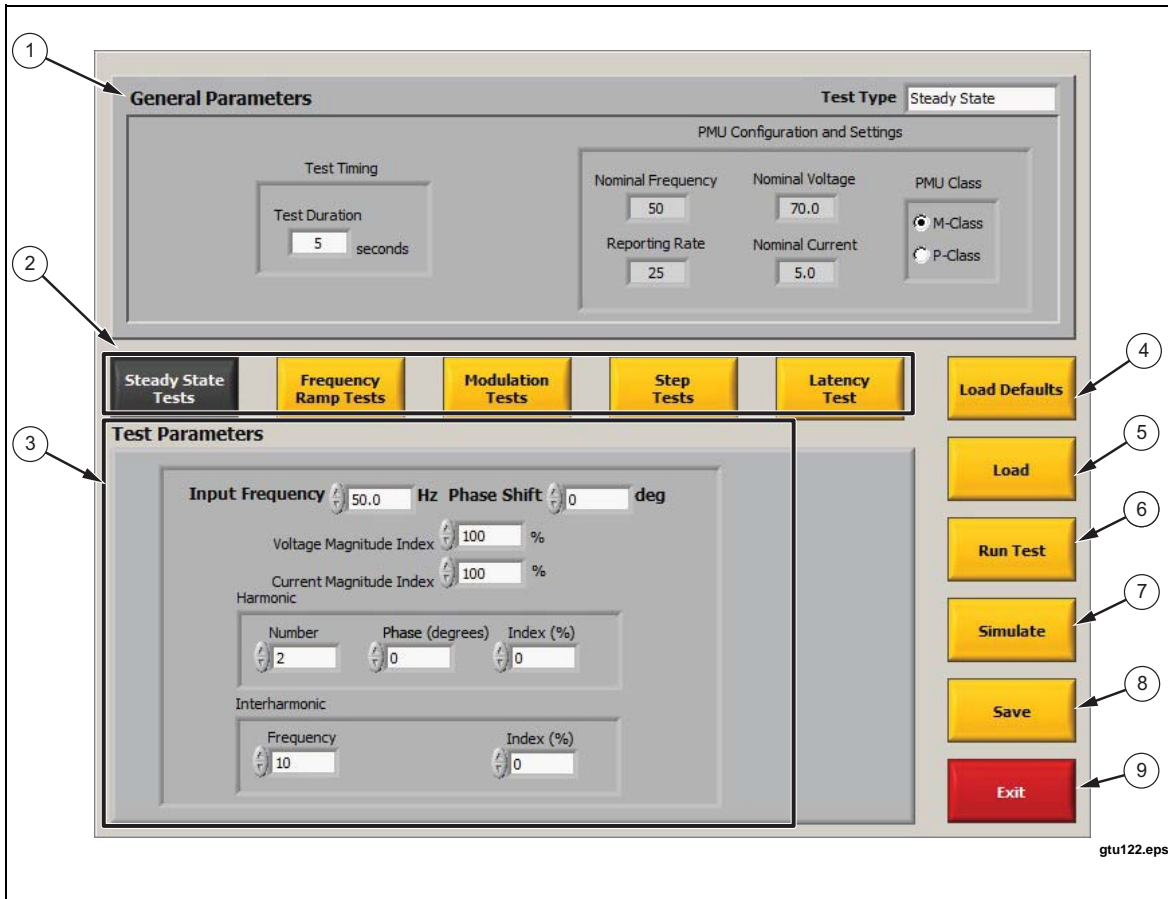 1
General Parameters
Test Type Steady State
PMU Configuration and Settings
Test Timing
Test Duration
5 seconds
Nominal Frequency
50
Nominal Voltage
70.0
PMU Class
M-Class
P-Class
Reporting Rate
25
Nominal Current
5.0
2
Steady State
Tests
Frequency
Ramp Tests
Modulation
Tests
Step
Tests
Latency
Test
3
Test Parameters
Input Frequency 50.0 Hz Phase Shift 0 deg
Voltage Magnitude Index 100 %
Current Magnitude Index 100 %
Harmonic
Number Phase (degrees) Index (%)
2 0 0
Interharmonic
Frequency Index (%)
10 0
4
Load Defaults
5
Load
6
Run Test
7
Simulate
8
Save
9
Exit
gtu122.eps